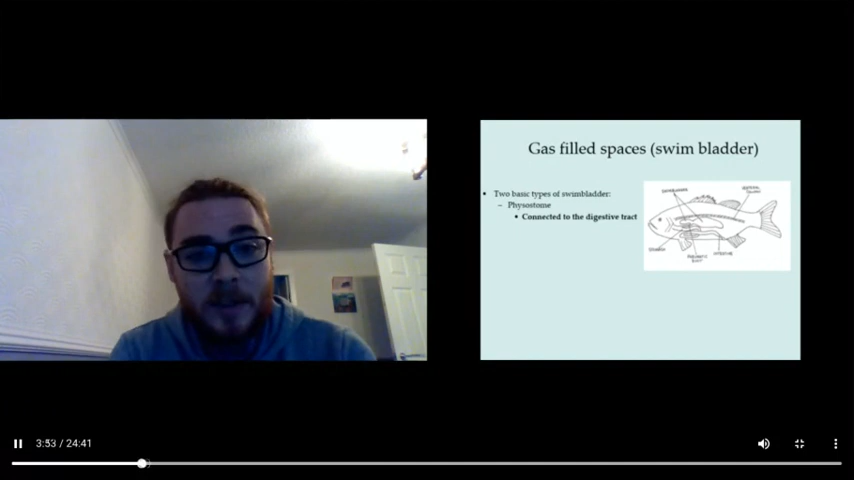 Gas filled spaces (swim bladder)
• Two basic types of swimbladder:
– Physostome
• Connected to the digestive tract
INTESTINE
3:53 / 24:41